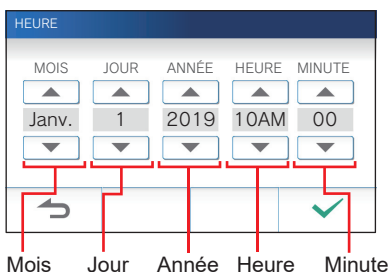 HEURE
MOIS JOUR ANNÉE HEURE MINUTE
Janv. 1 2019 10AM 00
Mois Jour Année Heure Minute